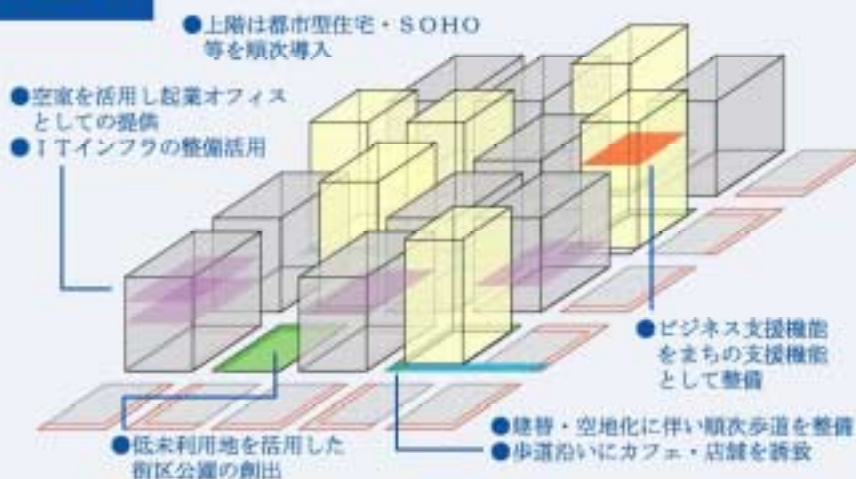 ●上階は都市型住宅・SOHO
等を順次導入
●空室を活用し起業オフィス
としての提供
●ITインフラの整備活用
●ビジネス支援機能
をまちの支援機能
として整備
●建替・空地化に伴い順次歩道を整備
●歩道沿いにカフェ・店舗を誘致
●低未利用地を活用した
街区公園の創出